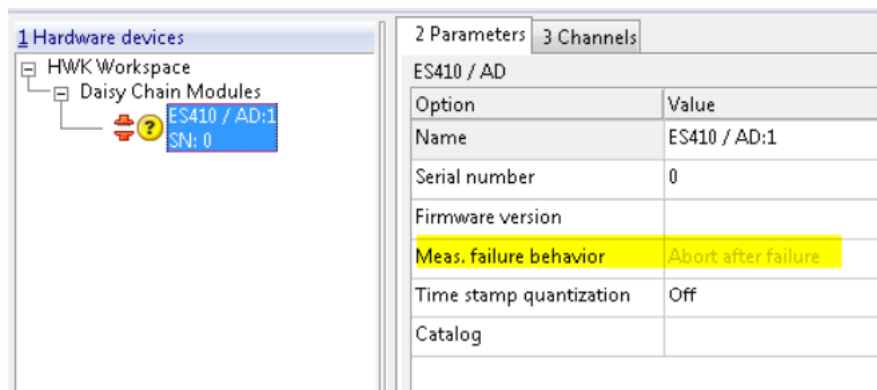 1 Hardware devices
HWK Workspace
Daisy Chain Modules
ES410 / AD:1
SN: 0
2 Parameters 3 Channels
ES410 / AD
Option Value
Name ES410 / AD:1
Serial number 0
Firmware version
Meas. failure behavior Abort after failure
Time stamp quantization Off
Catalog